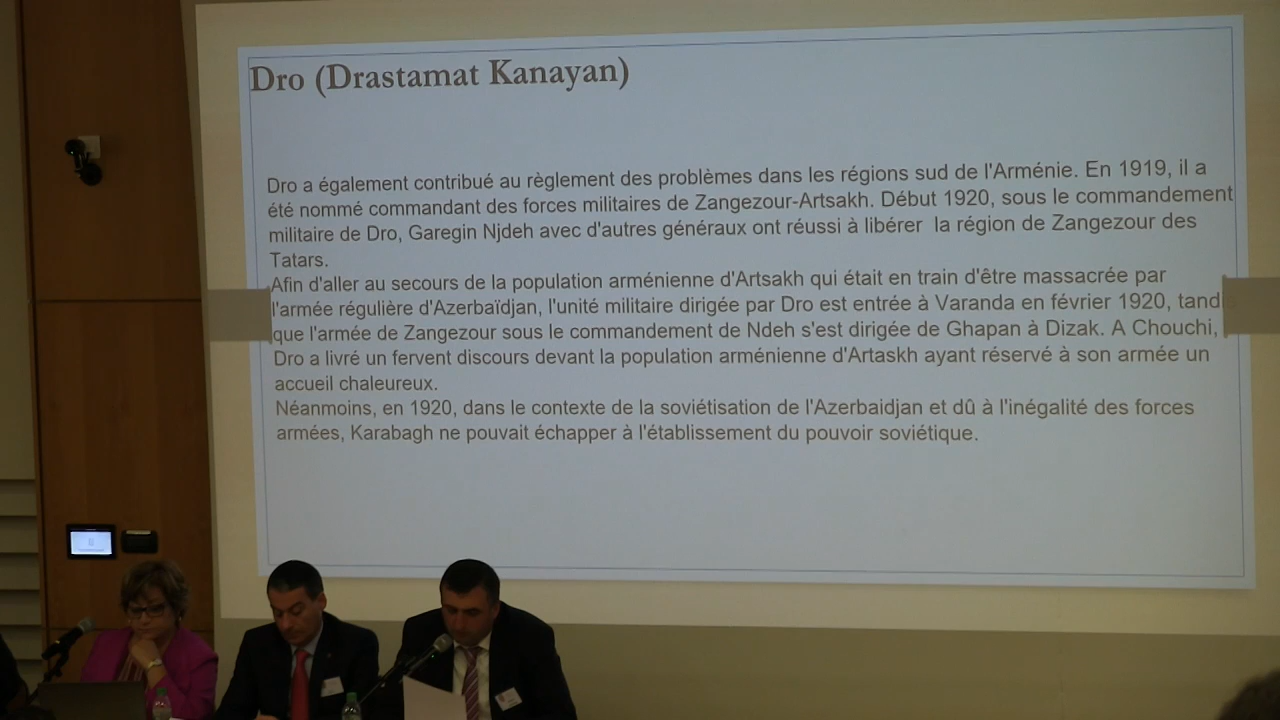 Dro (Drastamat Kanayan)
Dro a également contribué au règlement des problèmes dans les régions sud de l'Arménie. En 1919, il a
été nommé commandant des forces militaires de Zangezour-Artsakh. Début 1920, sous le commandement
militaire de Dro, Garegin Njdeh avec d'autres généraux ont réussi à libérer la région de Zangezour des
Tatars.
Afin d'aller au secours de la population arménienne d'Artsakh qui était en train d'être massacrée par
l'armée régulière d'Azerbaïdjan, l'unité militaire dirigée par Dro est entrée à Varanda en février 1920, tand
que l'armée de Zangezour sous le commandement de Ndeh s'est dirigée de Ghapan à Dizak. A Chouchi,
Dro a livré un fervent discours devant la population arménienne d'Artaskh ayant réservé à son armée un
accueil chaleureux.
Néanmoins, en 1920, dans le contexte de la soviétisation de l'Azerbaidjan et dû à l'inégalité des forces
armées, Karabagh ne pouvait échapper à l'établissement du pouvoir soviétique.